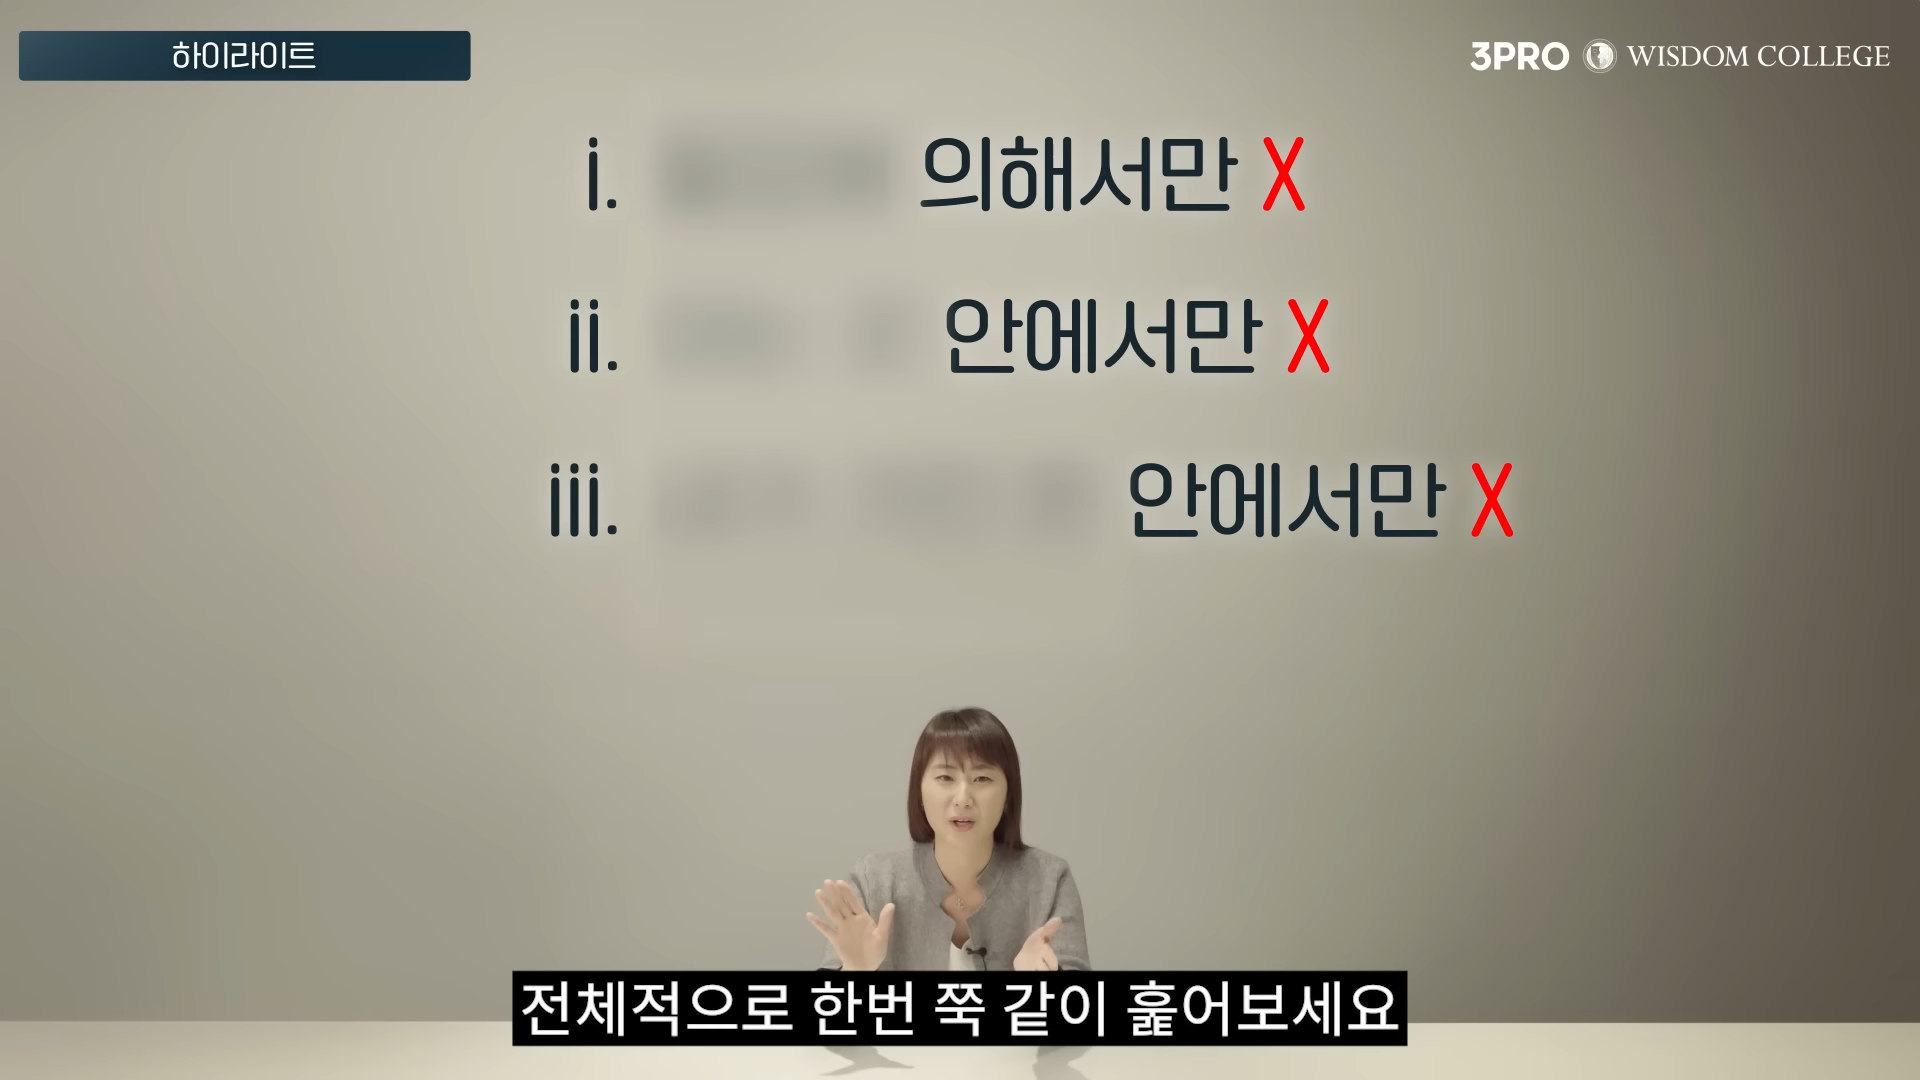 하이라이트
3PRO WISDOM COLLEGE
i. 의해서만 X
ii. 안에서만 X
iii. 안에서만 X
전체적으로 한번 쭉 같이 훑어보세요